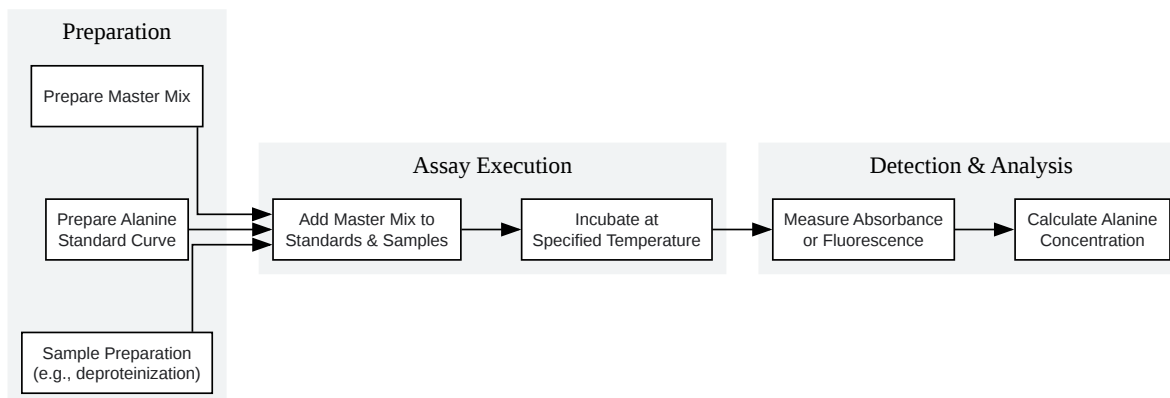 Preparation
Prepare Master Mix
Prepare Alanine
Standard Curve
Sample Preparation
(e.g., deproteinization)
Assay Execution
Add Master Mix to
Standards & Samples
Incubate at
Specified Temperature
Detection & Analysis
Measure Absorbance
or Fluorescence
Calculate Alanine
Concentration